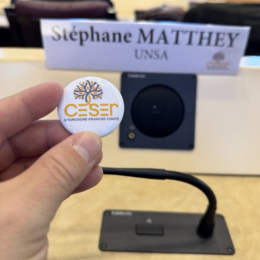 Stéphane MATTHEY
UNSA
CESER
BOURGOGNE-FRANCHE-COMTÉ